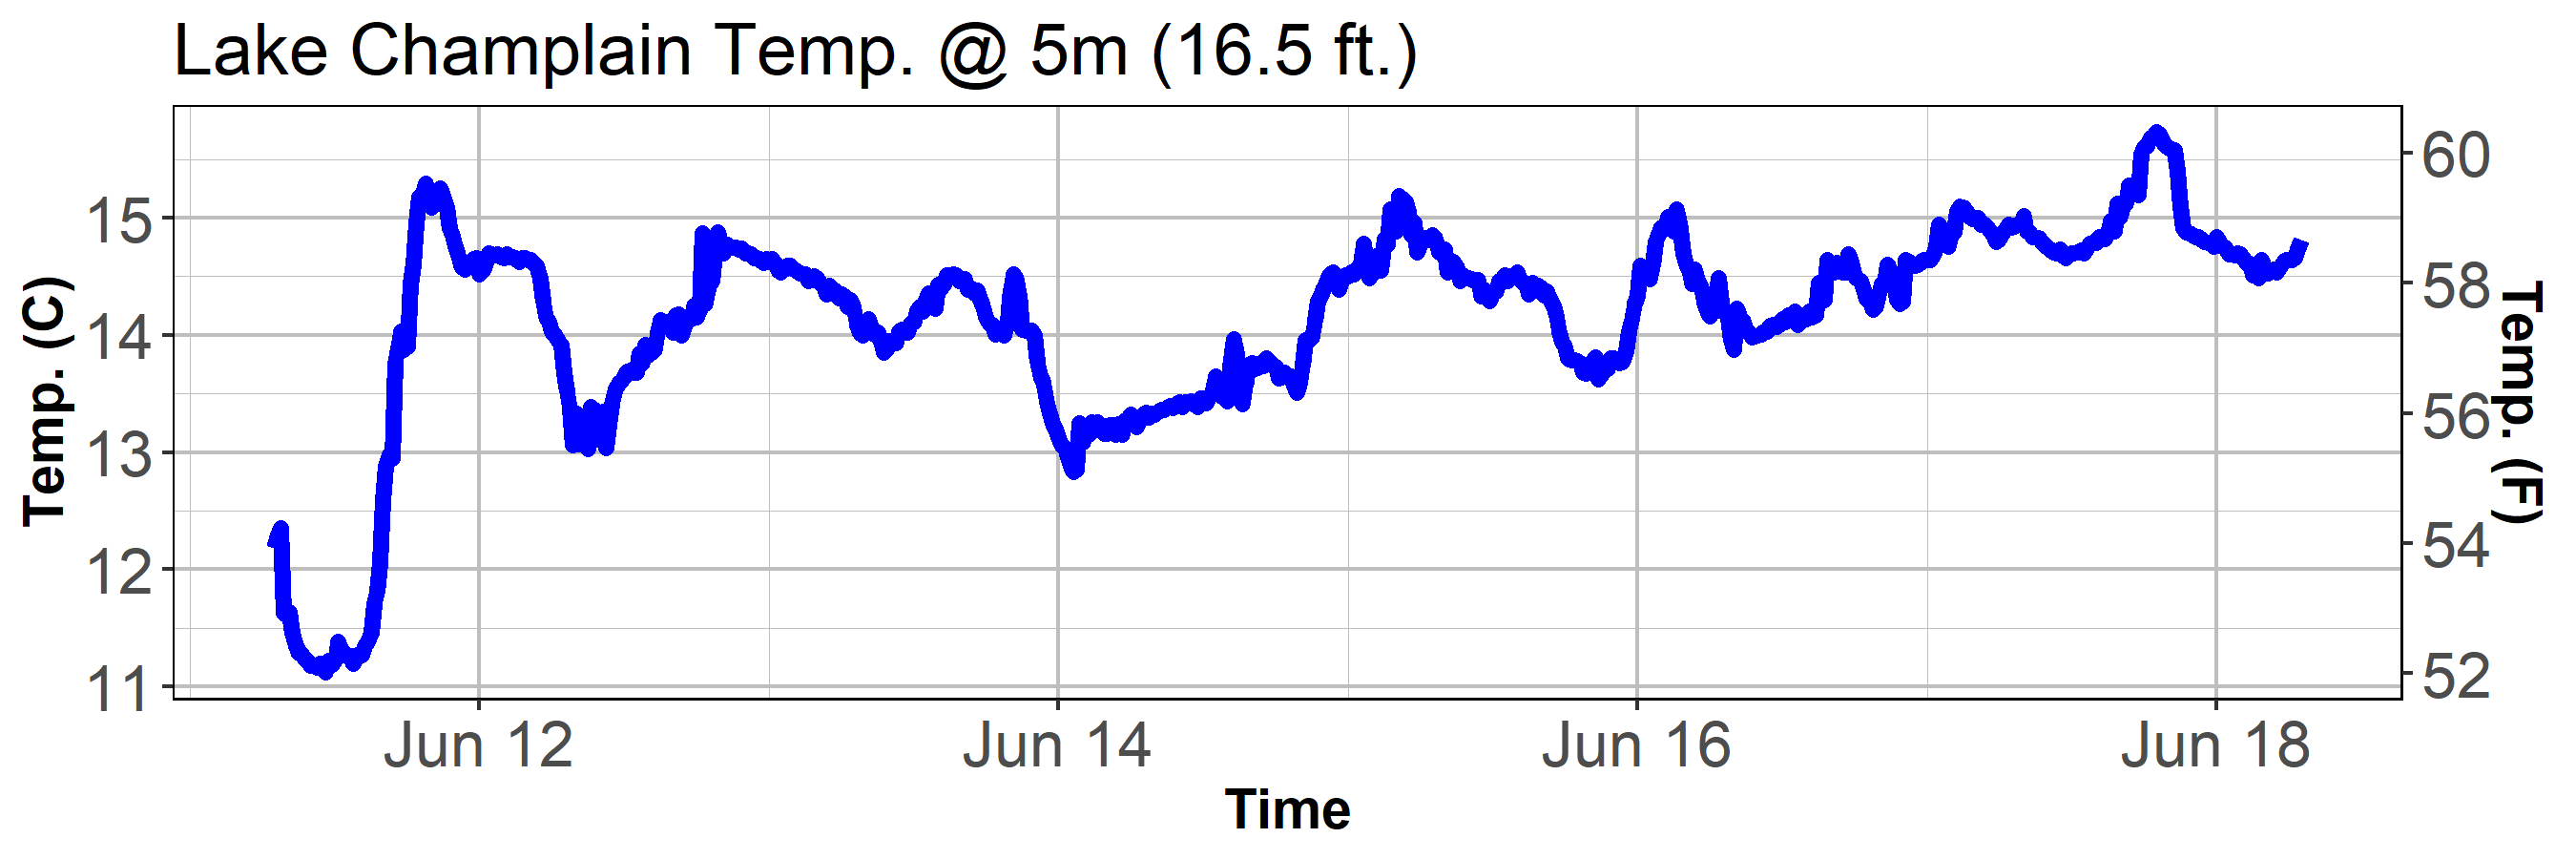 Lake Champlain Temp. @ 5m (16.5 ft.)
Temp. (C)
15
14
13
12
11
60
58
56
54
52
Temp. (F)
Jun 12 Jun 14 Jun 16 Jun 18
Time